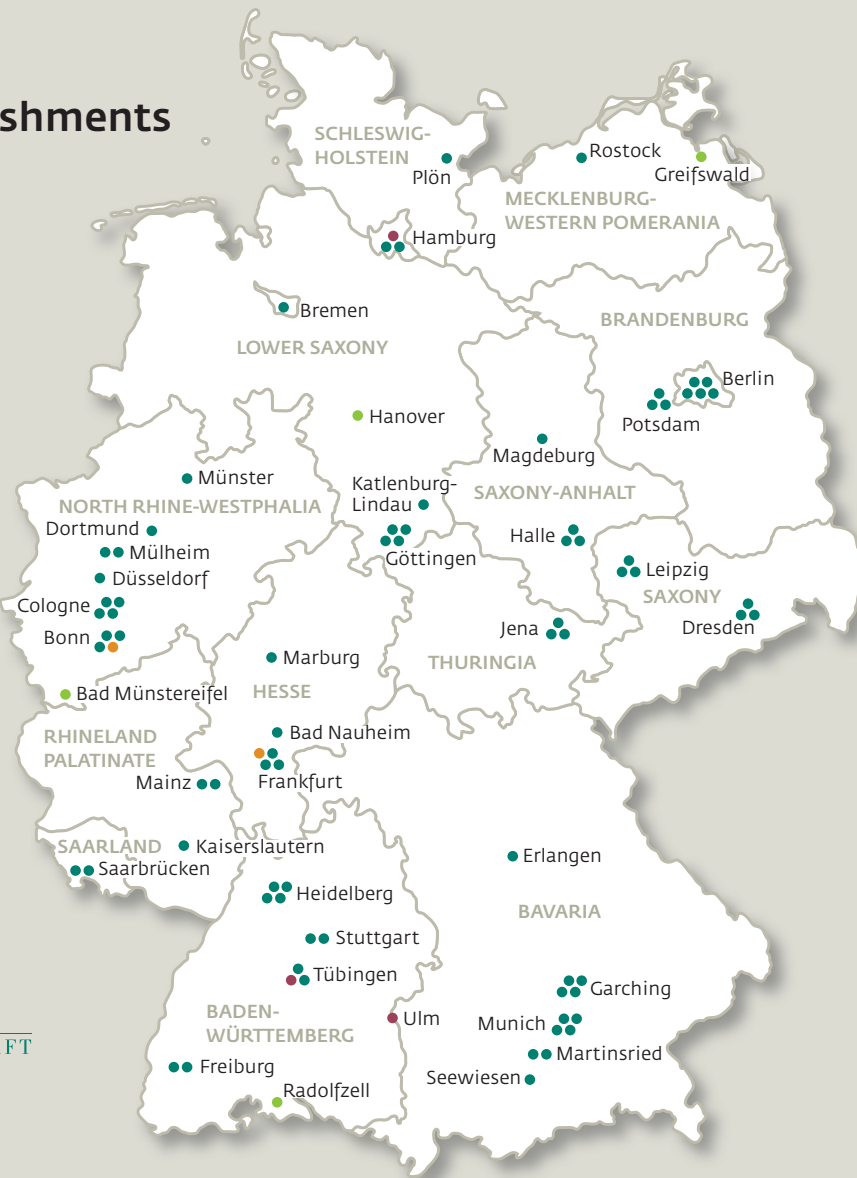 shments
SCHLESWIG-
HOLSTEIN
Plön
Rostock
Greifswald
MECKLENBURG-
WESTERN POMERANIA
Hamburg
Bremen
LOWER SAXONY
BRANDENBURG
Berlin
Potsdam
Hanover
Magdeburg
Münster
Katlenburg-
Lindau
SAXONY-ANHALT
NORTH RHINE-WESTPHALIA
Dortmund
Mülheim
Göttingen
Halle
Düsseldorf
Leipzig
SAXONY
Cologne
Bonn
Jena
Dresden
Marburg
THURINGIA
Bad Münstereifel
HESSE
RHINELAND
PALATINATE
Bad Nauheim
Mainz
Frankfurt
SAARLAND
Kaiserslautern
Saarbrücken
Erlangen
Heidelberg
BAVARIA
Stuttgart
Tübingen
Garching
BADEN-
WÜRTTEMBERG
Ulm
Munich
FT
Martinsried
Freiburg
Seewiesen
Radolfzell